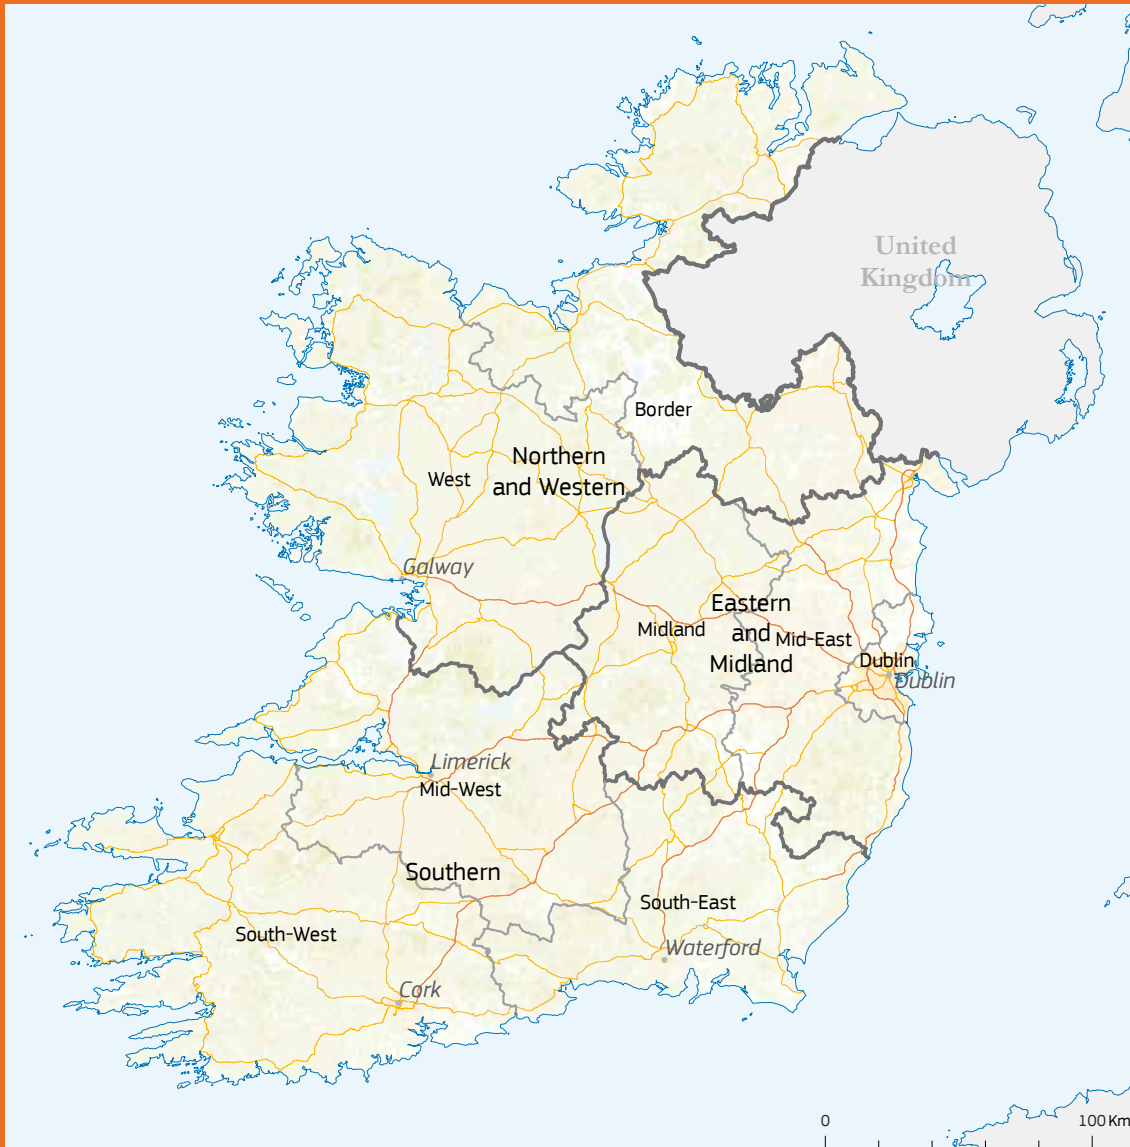 United
Kingdom
Border
Northern
and Western
West
Galway
Eastern
and
Midland
Midland
Mid-East
Dublin
Dublin
Limerick
Mid-West
Southern
South-East
South-West
Waterford
Cork
0
100 Km